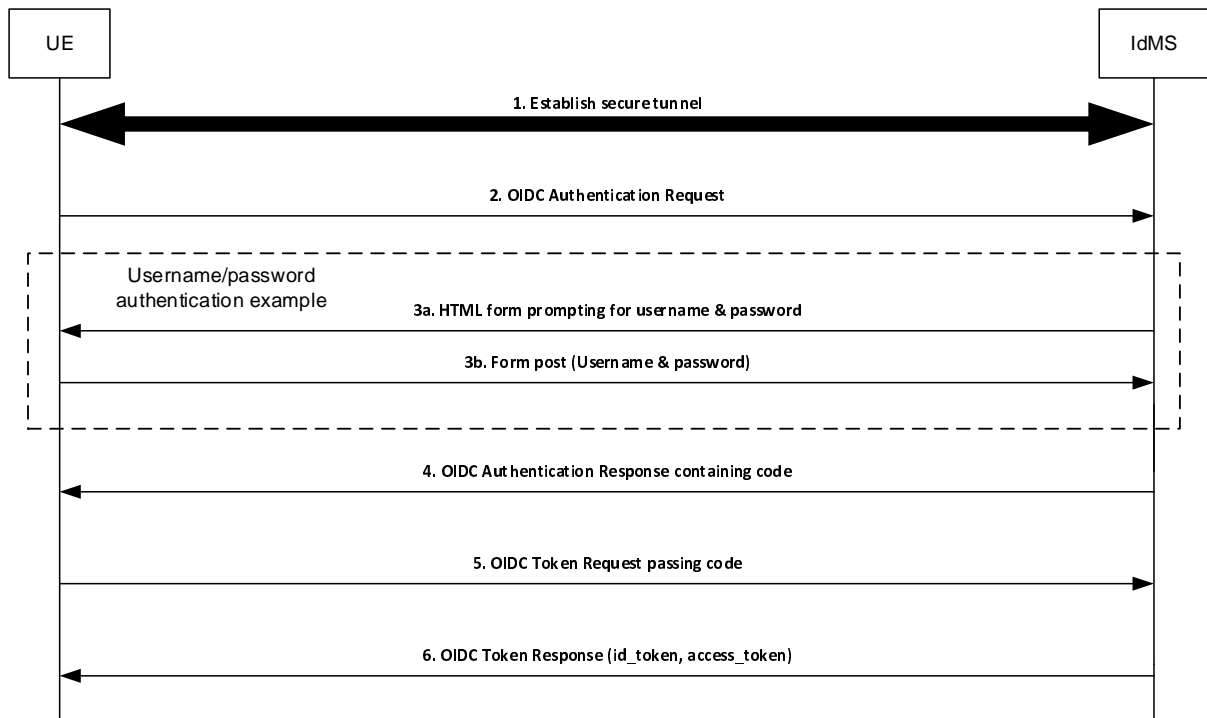 UE
IdMS
1. Establish secure tunnel
2. OIDC Authentication Request
Username/password
authentication example
3a. HTML form prompting for username & password
3b. Form post (Username & password)
4. OIDC Authentication Response containing code
5. OIDC Token Request passing code
6. OIDC Token Response (id_token, access_token)